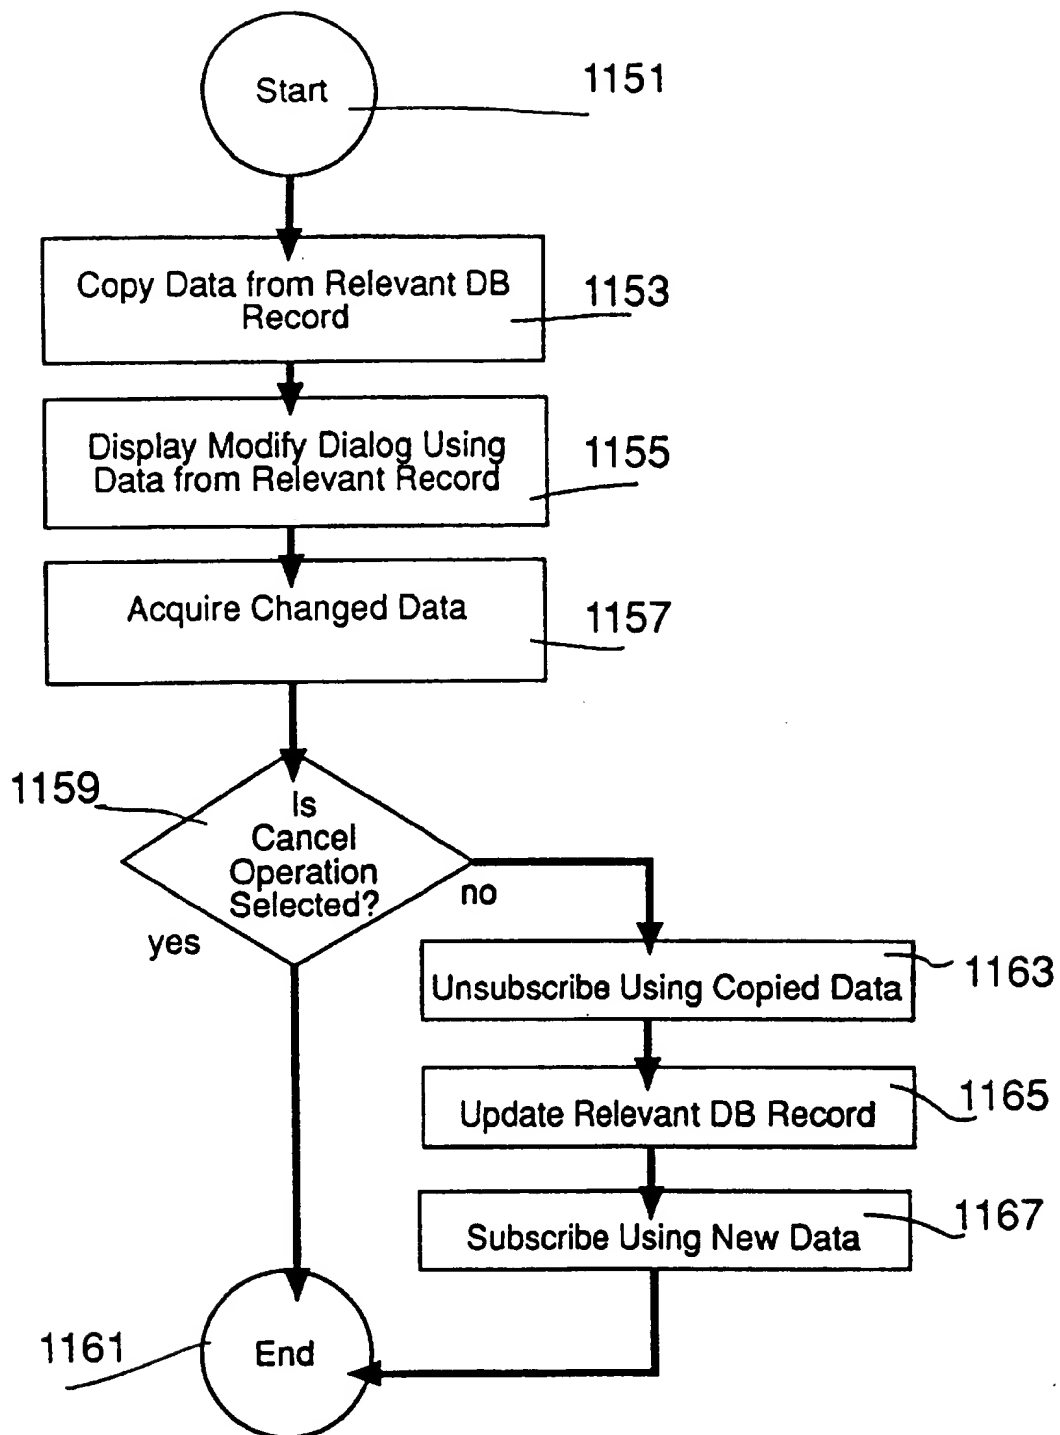 Start
1151
Copy Data from Relevant DB
Record
1153
Display Modify Dialog Using
Data from Relevant Record
1155
Acquire Changed Data
1157
1159
Is
Cancel
Operation
Selected?
yes
no
Unsubscribe Using Copied Data
1163
Update Relevant DB Record
1165
Subscribe Using New Data
1167
End
1161